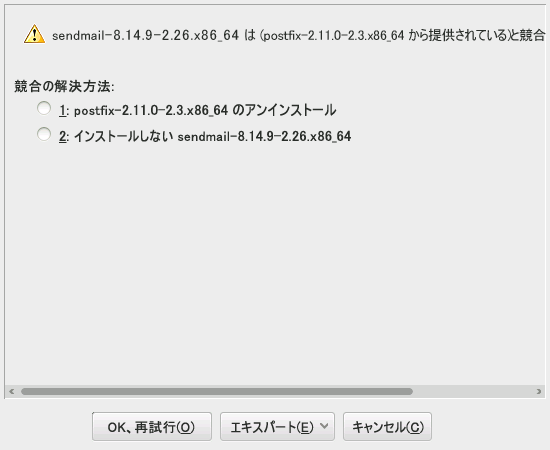 sendmail-8.14.9-2.26.x86_64 は (postfix-2.11.0-2.3.x86_64 から提供されている)と競合
競合の解決方法:
1: postfix-2.11.0-2.3.x86_64 のアンインストール
2: インストールしない sendmail-8.14.9-2.26.x86_64
OK、再試行(O) エキスパート(E) キャンセル(C)